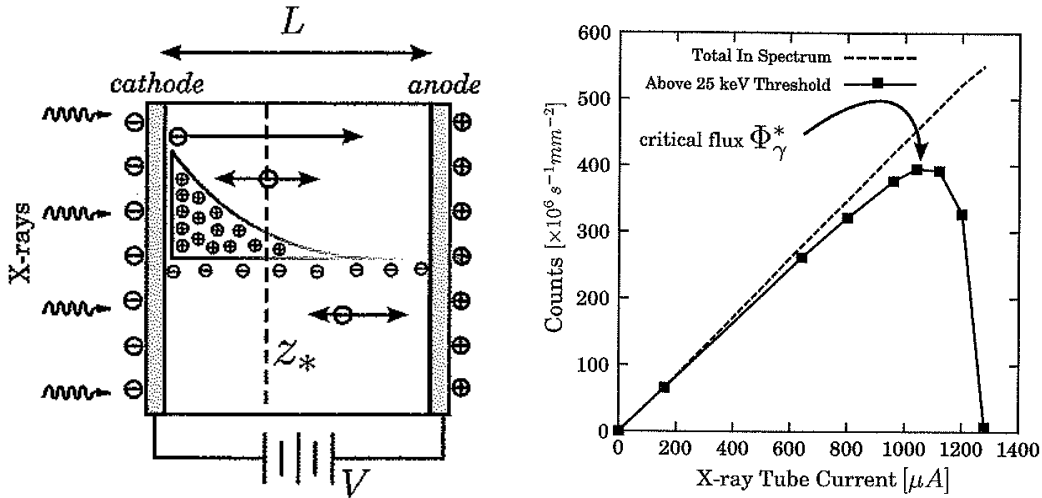 L
cathode
anode
X-rays
z*
V
600
500
400
300
200
100
0
Counts [×10⁶ s⁻¹mm⁻²]
Total In Spectrum
Above 25 keV Threshold
critical flux Φ*γ
0 200 400 600 800 1000 1200 1400
X-ray Tube Current [μA]